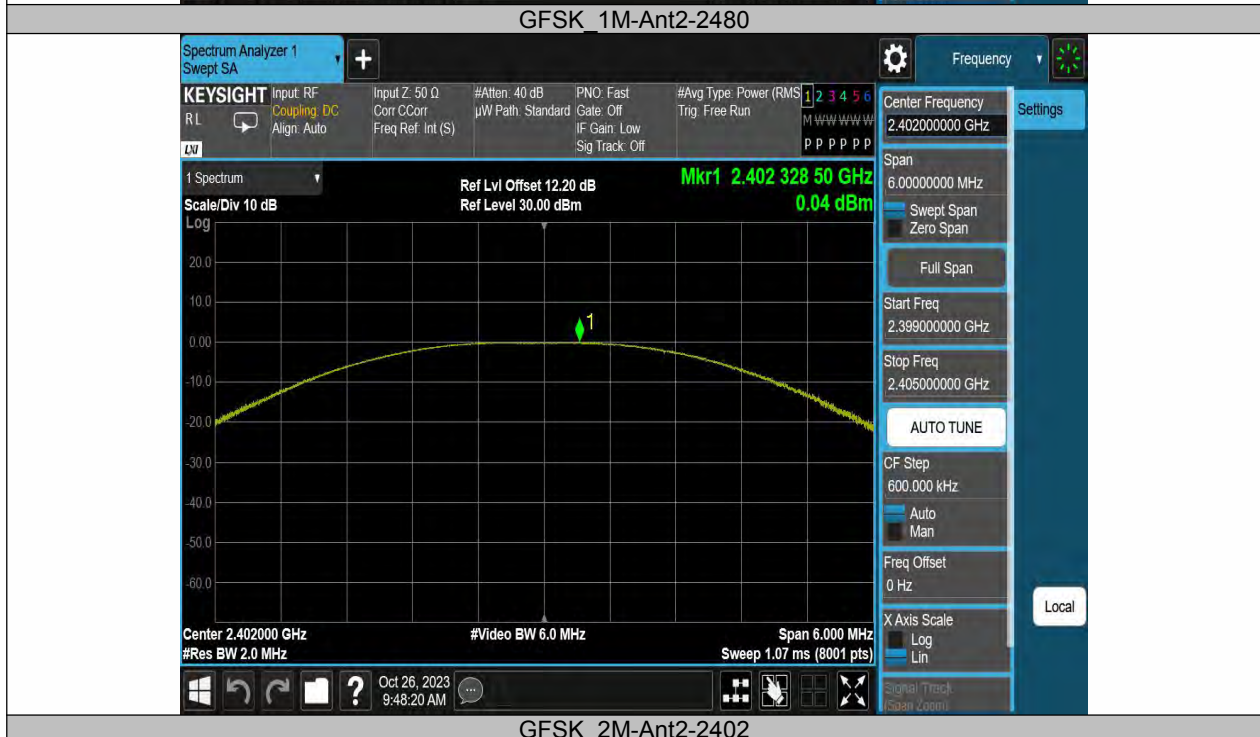 GFSK_1M-Ant2-2480
Spectrum Analyzer 1
Swept SA
+
Frequency
KEYSIGHT
RL
LXI
Input: RF
Coupling: DC
Align: Auto
Input Z: 50 Ω
Corr CCorr
Freq Ref: Int (S)
#Atten: 40 dB
µW Path: Standard
PNO: Fast
Gate: Off
IF Gain: Low
Sig Track: Off
#Avg Type: Power (RMS
Trig: Free Run
1 2 3 4 5 6
M W W W W W
P P P P P P
Center Frequency
2.402000000 GHz
Settings
Span
6.00000000 MHz
Swept Span
Zero Span
Full Span
Start Freq
2.399000000 GHz
Stop Freq
2.405000000 GHz
AUTO TUNE
CF Step
600.000 kHz
Auto
Man
Freq Offset
0 Hz
X Axis Scale
Log
Lin
Signal Track
(Span Zoom)
Local
1 Spectrum
Scale/Div 10 dB
Ref Lvl Offset 12.20 dB
Ref Level 30.00 dBm
Mkr1 2.402 328 50 GHz
0.04 dBm
Log
20.0
10.0
1
0.00
-10.0
-20.0
-30.0
-40.0
-50.0
-60.0
Center 2.402000 GHz
#Res BW 2.0 MHz
#Video BW 6.0 MHz
Span 6.000 MHz
Sweep 1.07 ms (8001 pts)
?
Oct 26, 2023
9:48:20 AM
GFSK_2M-Ant2-2402